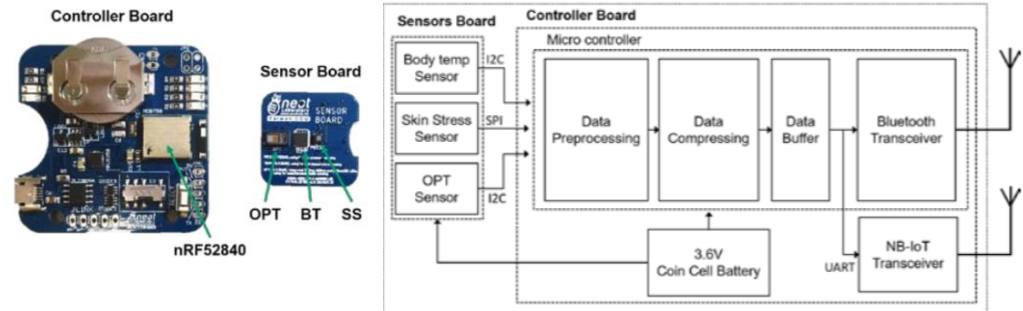 Controller Board
Sensor Board
SENSOR
BOARD
OPT
BT
SS
nRF52840
Sensors Board
Controller Board
Micro controller
Body temp
Sensor
I2C
Skin Stress
Sensor
SPI
OPT
Sensor
I2C
Data
Preprocessing
Data
Compressing
Data
Buffer
Bluetooth
Transceiver
3.6V
Coin Cell Battery
UART
NB-IoT
Transceiver